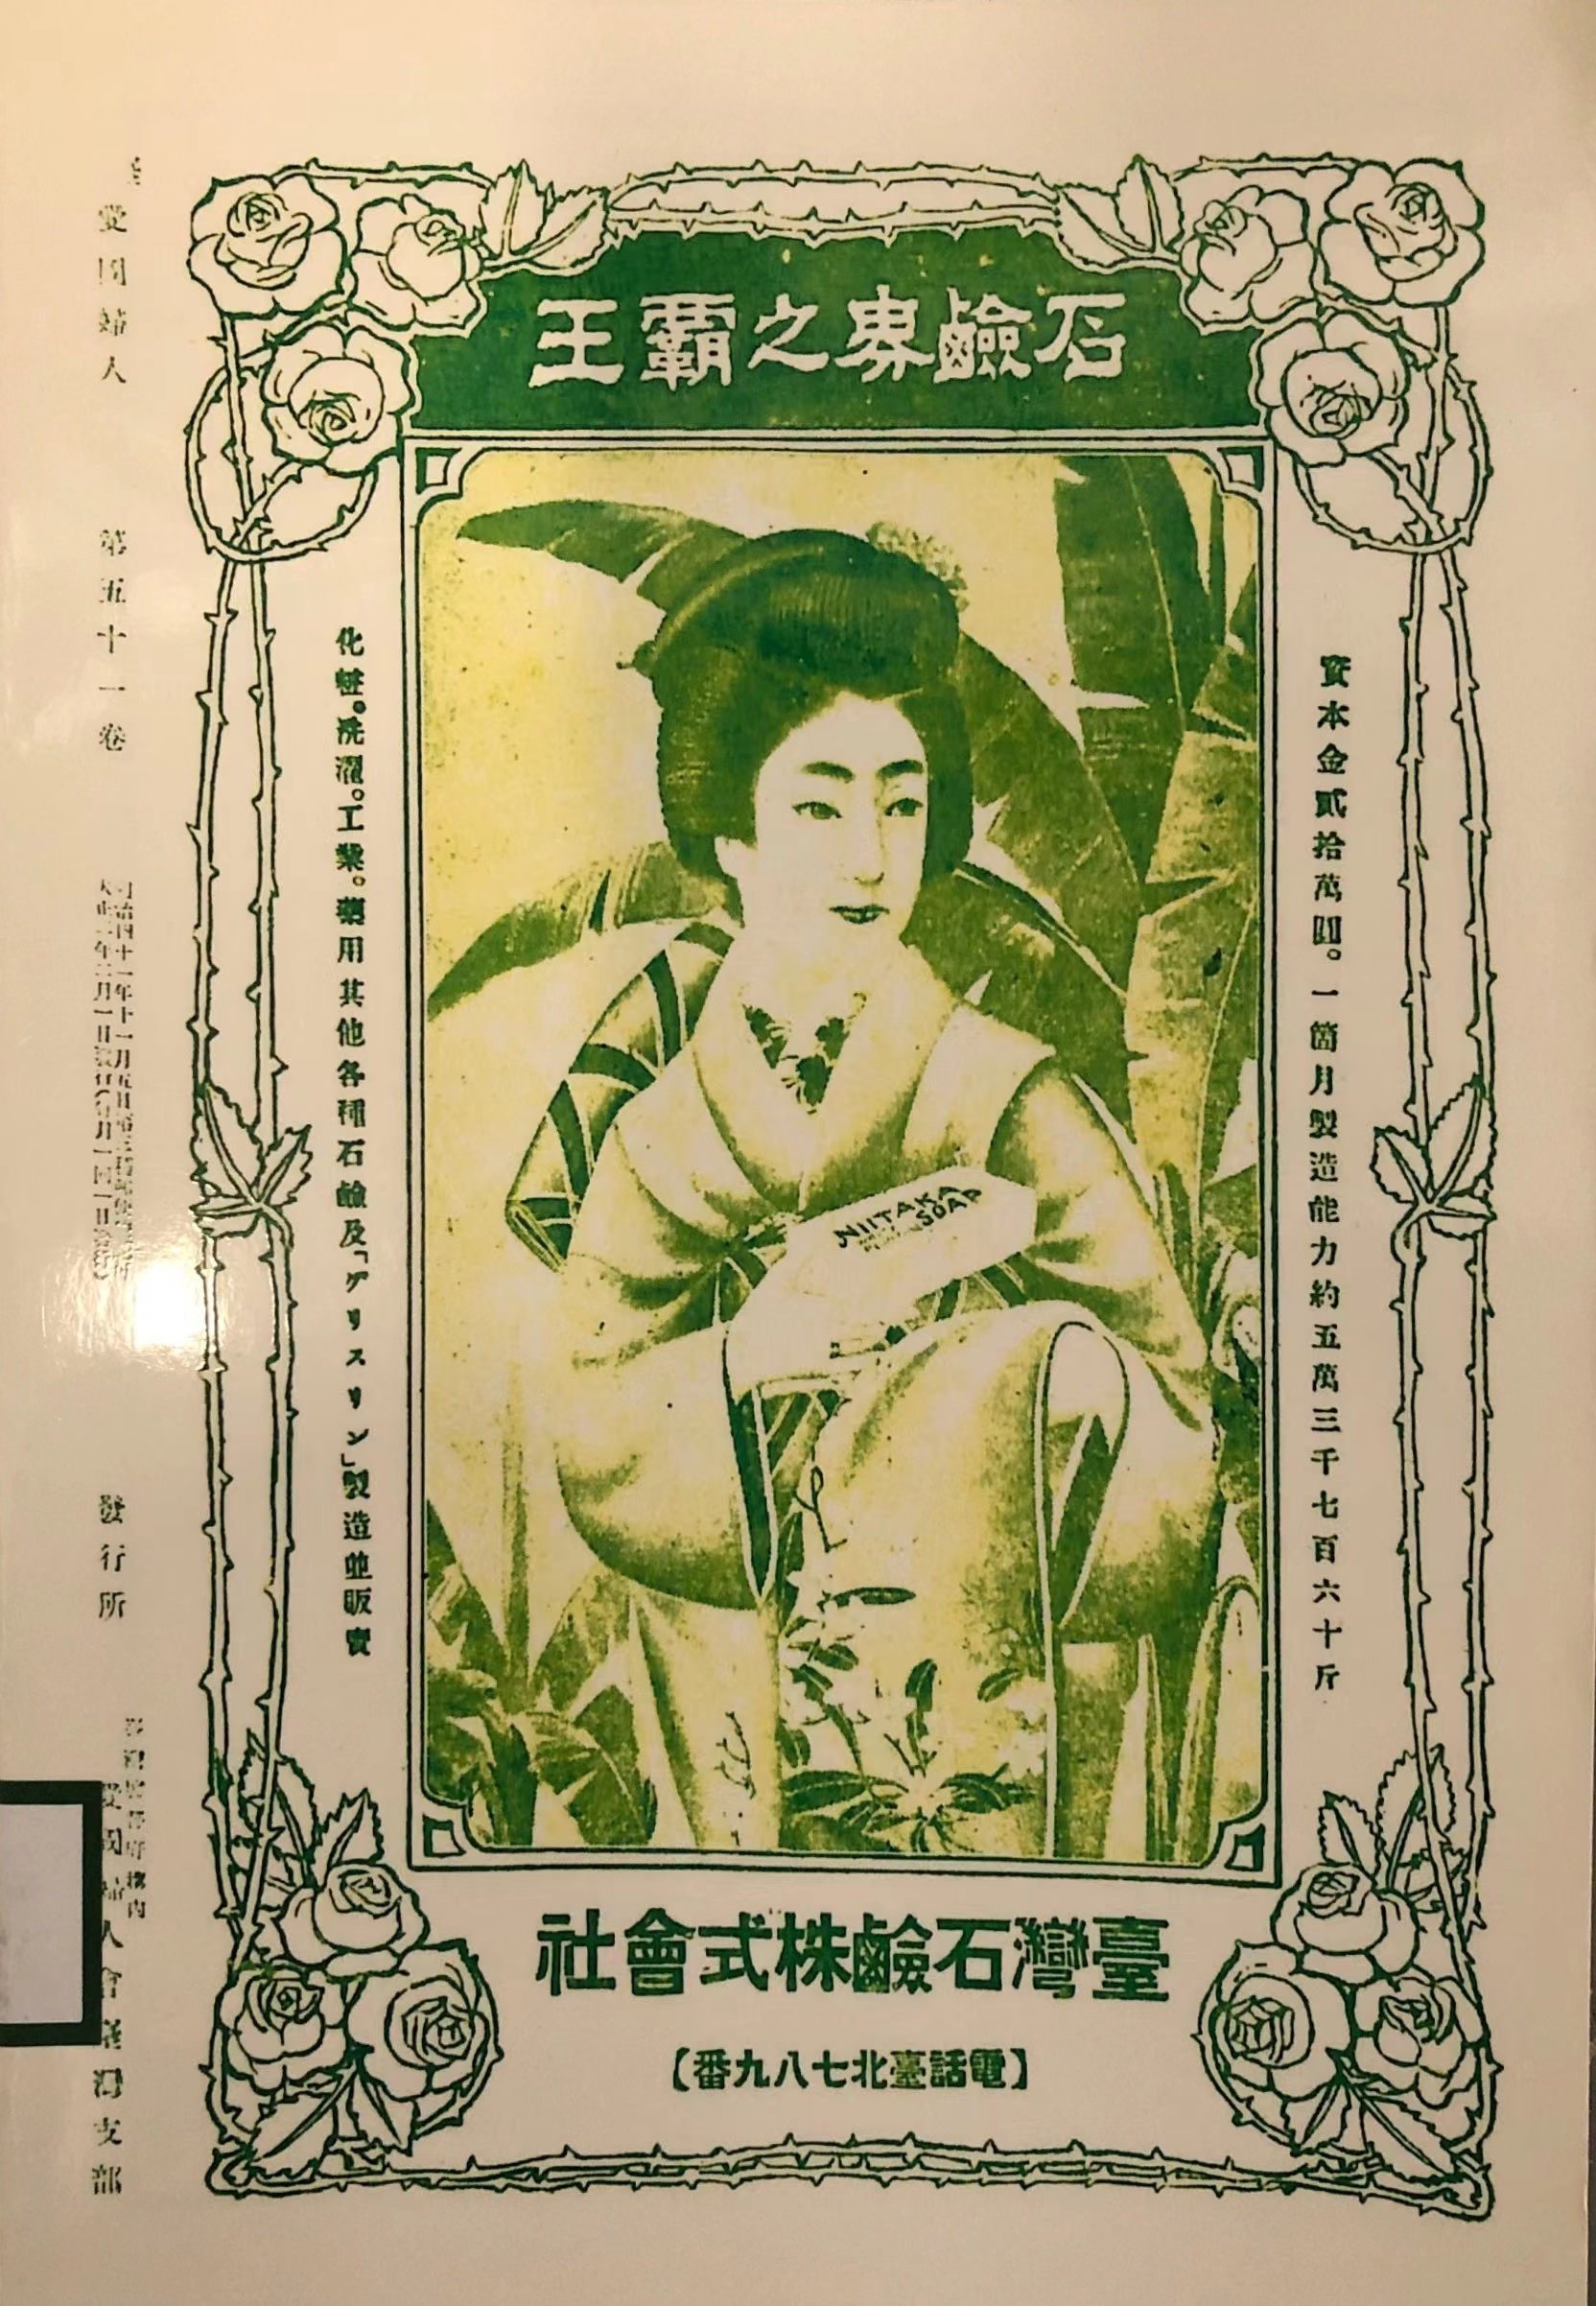 石鹼界之霸王
資本金貳拾萬圓。一箇月製造能力約五萬三千七百六十斤
NIITAKA
SOAP
化粧。洗濯。工業。藥用其他各種石鹼及「グリスリン」製造並販賣
臺灣石鹼株式會社
【電話臺北七八九番】
愛國婦人 第五十一卷
發行所
愛國婦人會臺灣支部